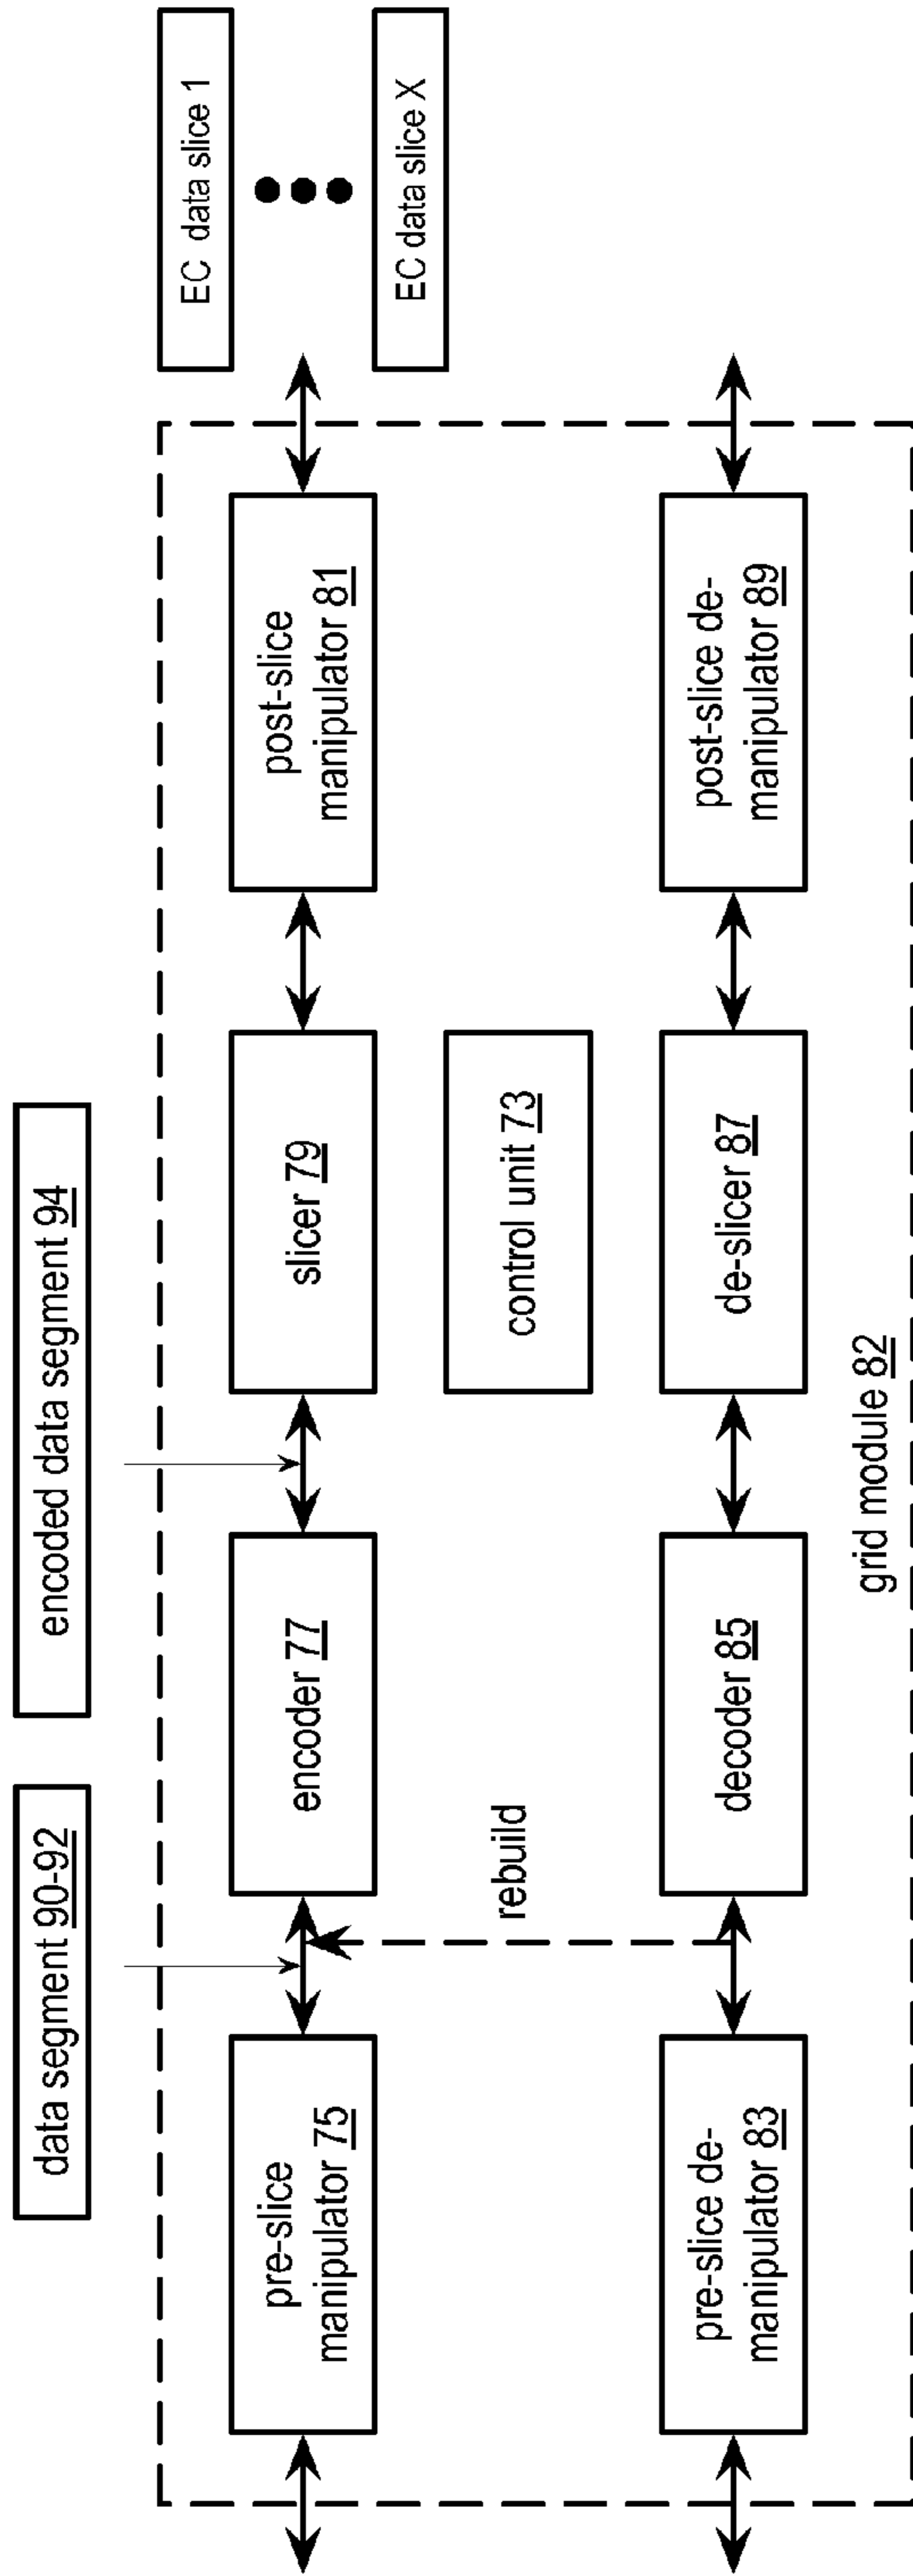 data segment 90-92
encoded data segment 94
pre-slice
manipulator 75
encoder 77
slicer 79
post-slice
manipulator 81
EC data slice 1
EC data slice X
rebuild
control unit 73
pre-slice de-
manipulator 83
decoder 85
de-slicer 87
post-slice de-
manipulator 89
grid module 82